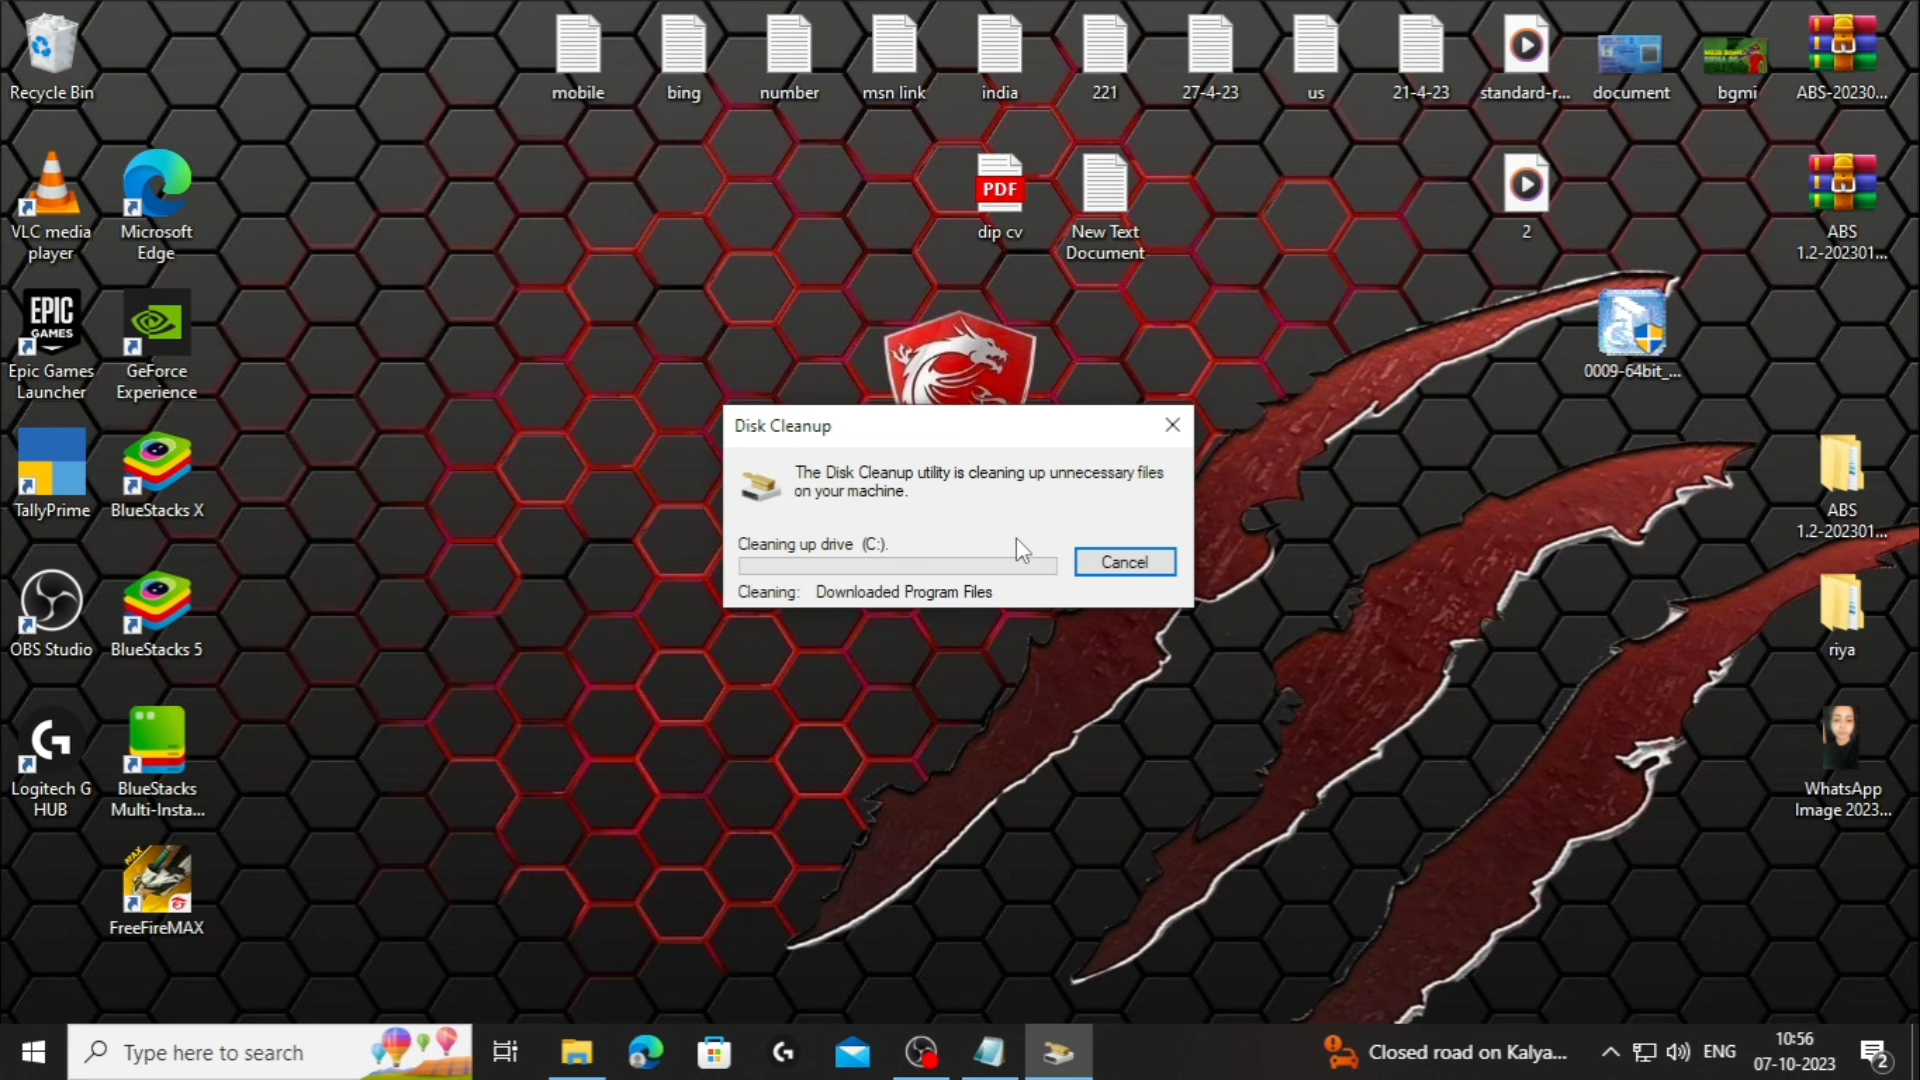 Recycle Bin
mobile
bing
number
msn link
india
221
27-4-23
us
21-4-23
standard-r...
document
bgmi
ABS-20230...
VLC media
player
Microsoft
Edge
PDF
dip cv
New Text
Document
2
ABS
1.2-202301...
EPIC
GAMES
Epic Games
Launcher
GeForce
Experience
0009-64bit_...
Disk Cleanup
The Disk Cleanup utility is cleaning up unnecessary files
on your machine.
Cleaning up drive (C:).
Cancel
Cleaning: Downloaded Program Files
TallyPrime
BlueStacks X
ABS
1.2-202301...
OBS Studio
BlueStacks 5
riya
Logitech G
HUB
BlueStacks
Multi-Insta...
WhatsApp
Image 2023...
MAX
FreeFireMAX
Type here to search
Closed road on Kalya...
ENG
10:56
07-10-2023
2